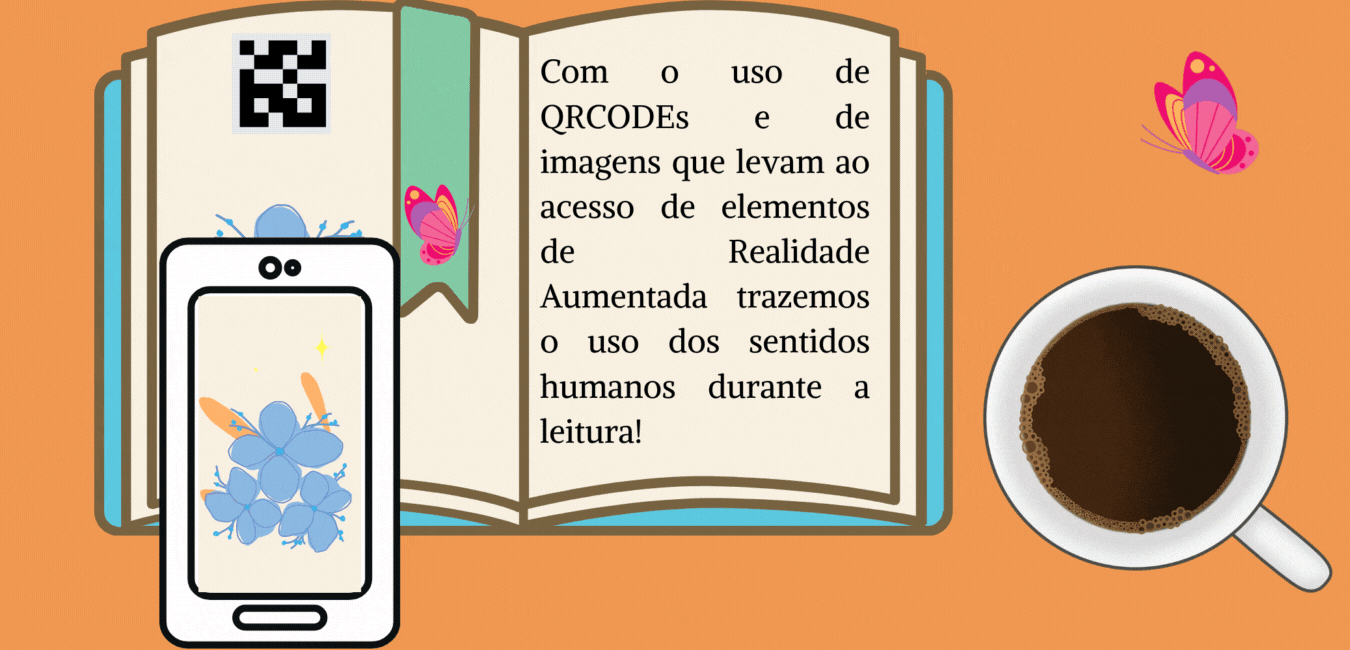 Com o uso de
QRCODEs e de
imagens que levam ao
acesso de elementos
de Realidade
Aumentada trazemos
o uso dos sentidos
humanos durante a
leitura!